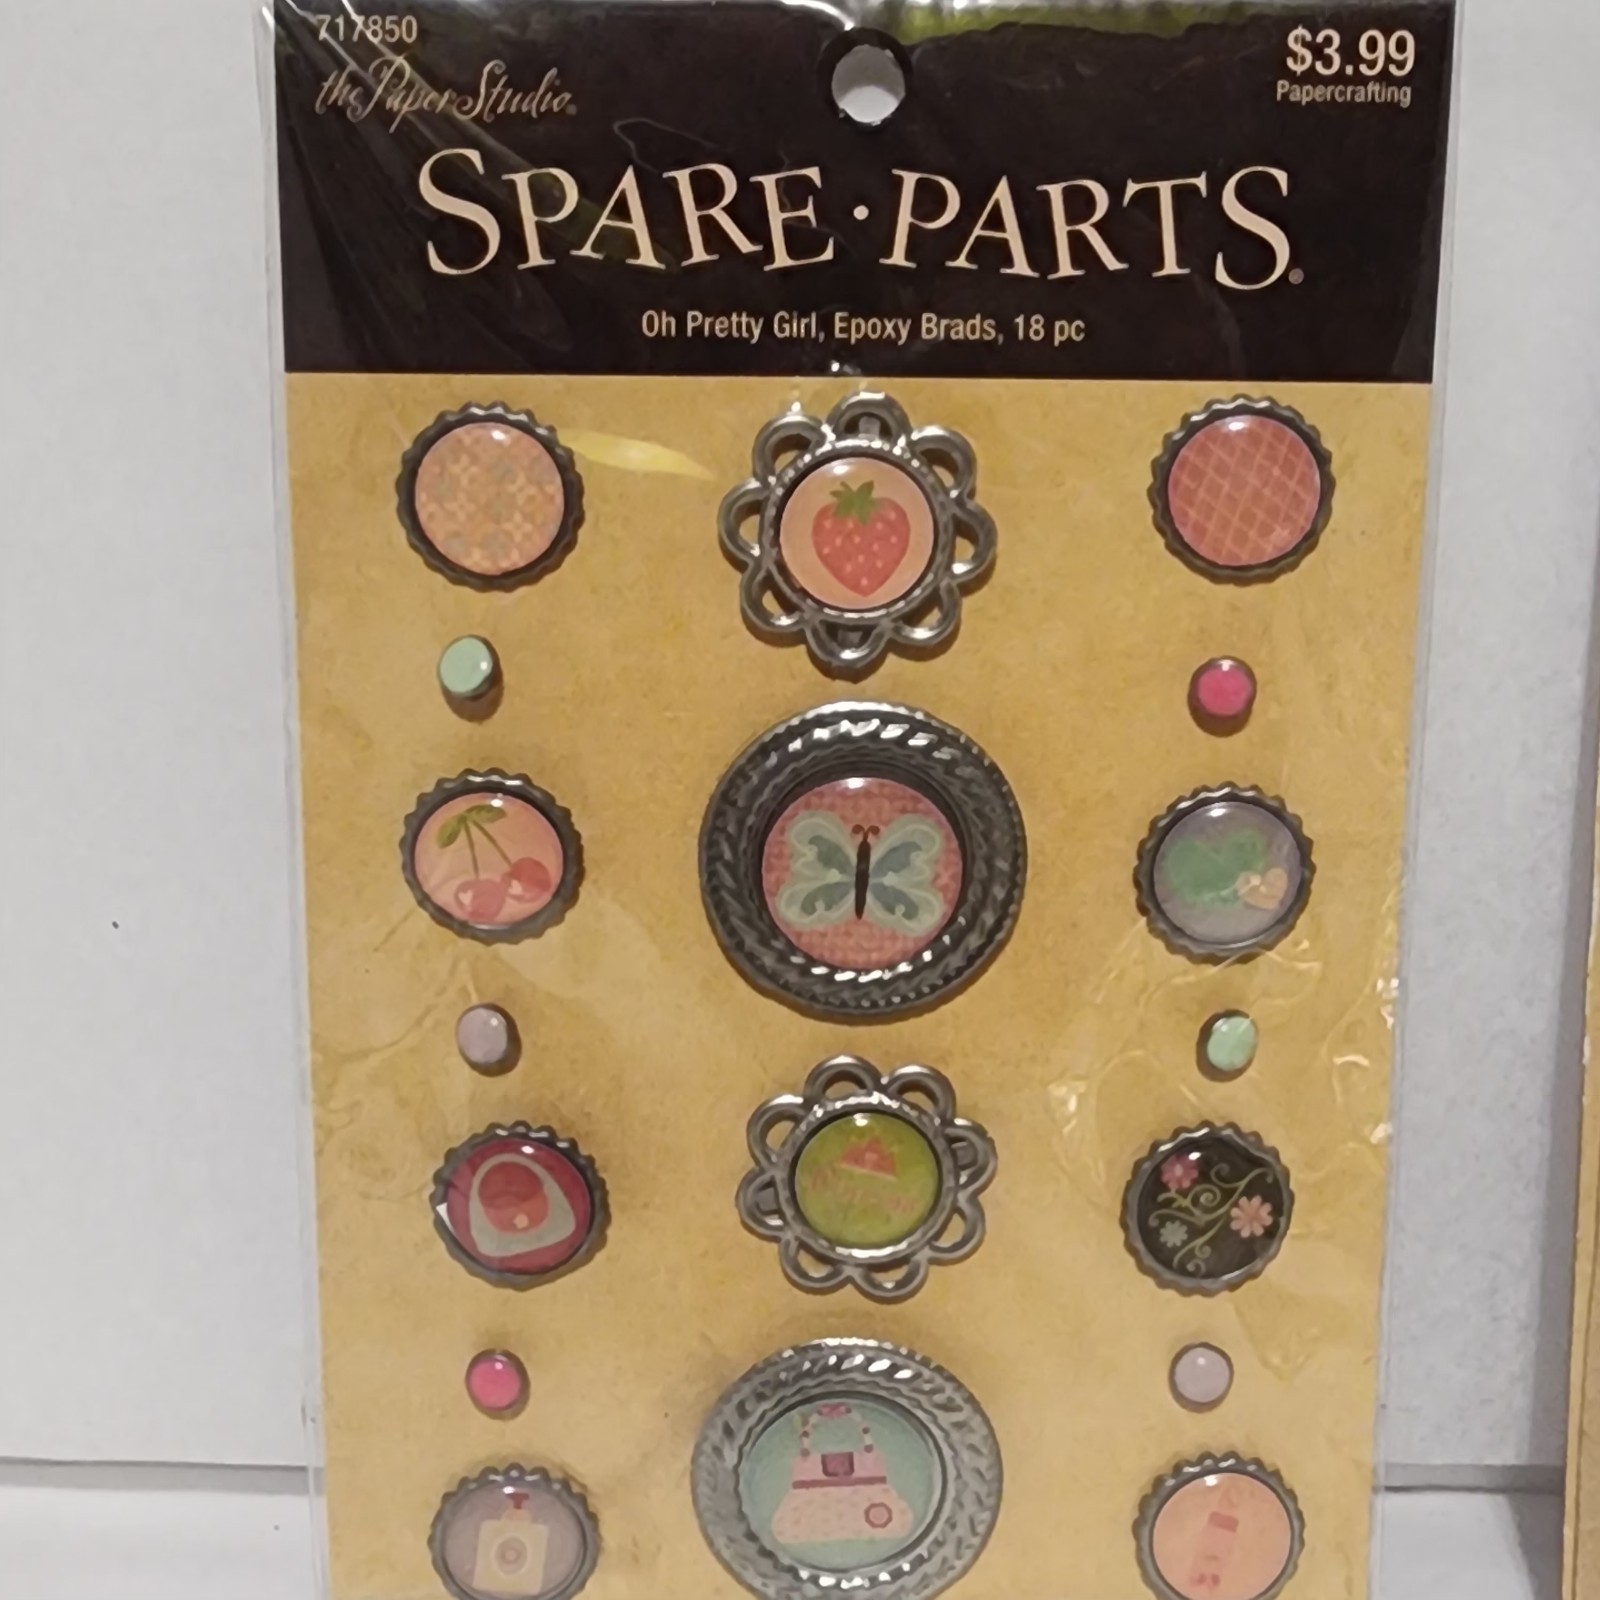 717850
the Paper Studio®
$3.99
Papercrafting
SPARE·PARTS®
Oh Pretty Girl, Epoxy Brads, 18 pc